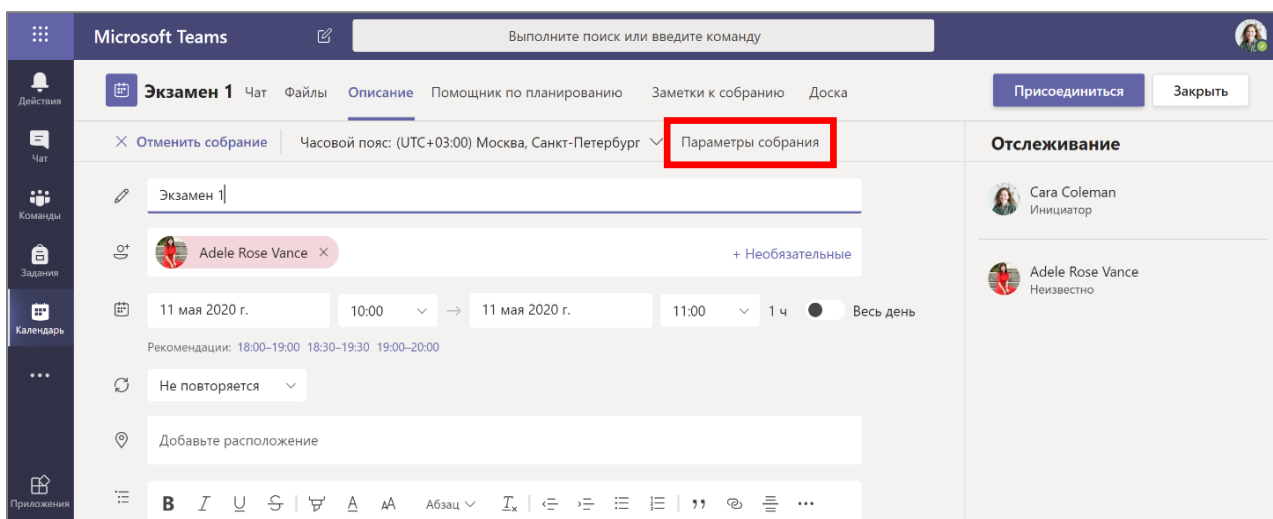 Microsoft Teams
Выполните поиск или введите команду
Действия
Чат
Команды
Задания
Календарь
Приложения
Экзамен 1 Чат Файлы Описание Помощник по планированию Заметки к собранию Доска Присоединиться Закрыть
Отменить собрание Часовой пояс: (UTC+03:00) Москва, Санкт-Петербург Параметры собрания
Экзамен 1
Adele Rose Vance + Необязательные
11 мая 2020 г. 10:00 → 11 мая 2020 г. 11:00 1 ч Весь день
Рекомендации: 18:00–19:00 18:30–19:30 19:00–20:00
Не повторяется
Добавьте расположение
B I U S A AA Абзац Tx
Отслеживание
Cara Coleman
Инициатор
Adele Rose Vance
Неизвестно